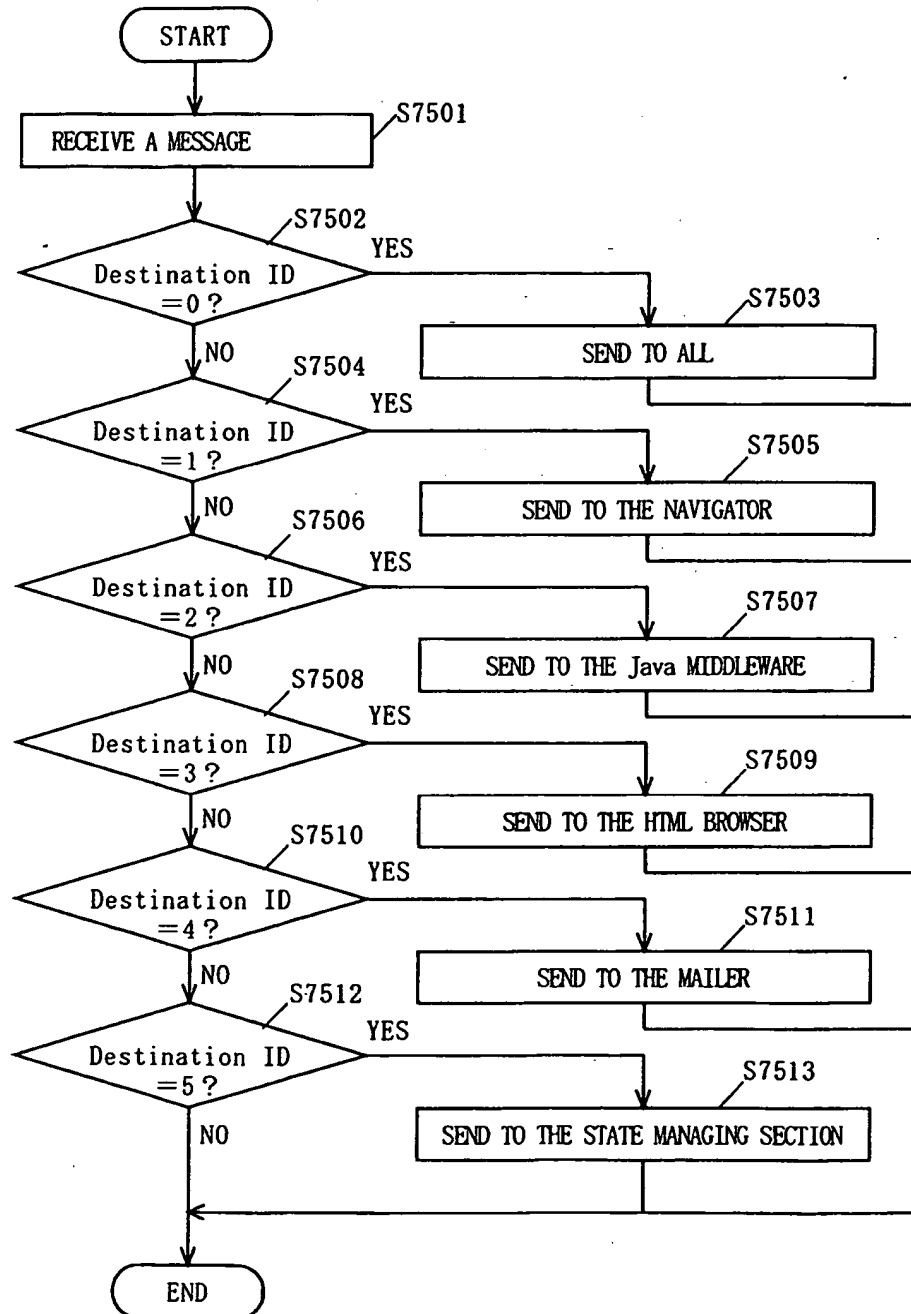 START
S7501
RECEIVE A MESSAGE
S7502
YES
Destination ID
=0?
S7503
SEND TO ALL
NO
S7504
YES
Destination ID
=1?
S7505
SEND TO THE NAVIGATOR
NO
S7506
YES
Destination ID
=2?
S7507
SEND TO THE Java MIDDLEWARE
NO
S7508
YES
Destination ID
=3?
S7509
SEND TO THE HTML BROWSER
NO
S7510
YES
Destination ID
=4?
S7511
SEND TO THE MAILER
NO
S7512
YES
Destination ID
=5?
S7513
SEND TO THE STATE MANAGING SECTION
NO
END